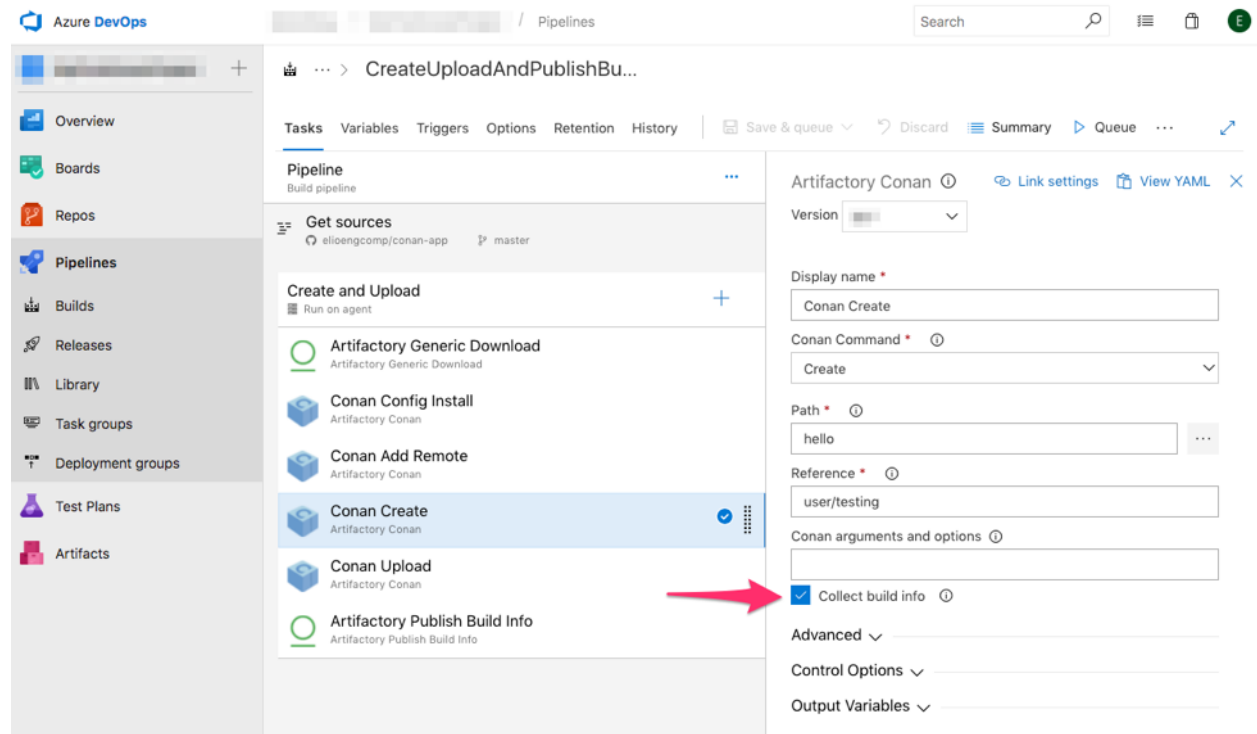 Azure DevOps
/ Pipelines
Search
E
CreateUploadAndPublishBu...
Overview
Boards
Repos
Pipelines
Builds
Releases
Library
Task groups
Deployment groups
Test Plans
Artifacts
Tasks Variables Triggers Options Retention History
Save & queue Discard Summary Queue ...
Pipeline
Build pipeline
Get sources
elioengcomp/conan-app master
Create and Upload
Run on agent
Artifactory Generic Download
Artifactory Generic Download
Conan Config Install
Artifactory Conan
Conan Add Remote
Artifactory Conan
Conan Create
Artifactory Conan
Conan Upload
Artifactory Conan
Artifactory Publish Build Info
Artifactory Publish Build Info
Artifactory Conan Link settings View YAML
Version
Display name *
Conan Create
Conan Command *
Create
Path *
hello
Reference *
user/testing
Conan arguments and options
Collect build info
Advanced
Control Options
Output Variables